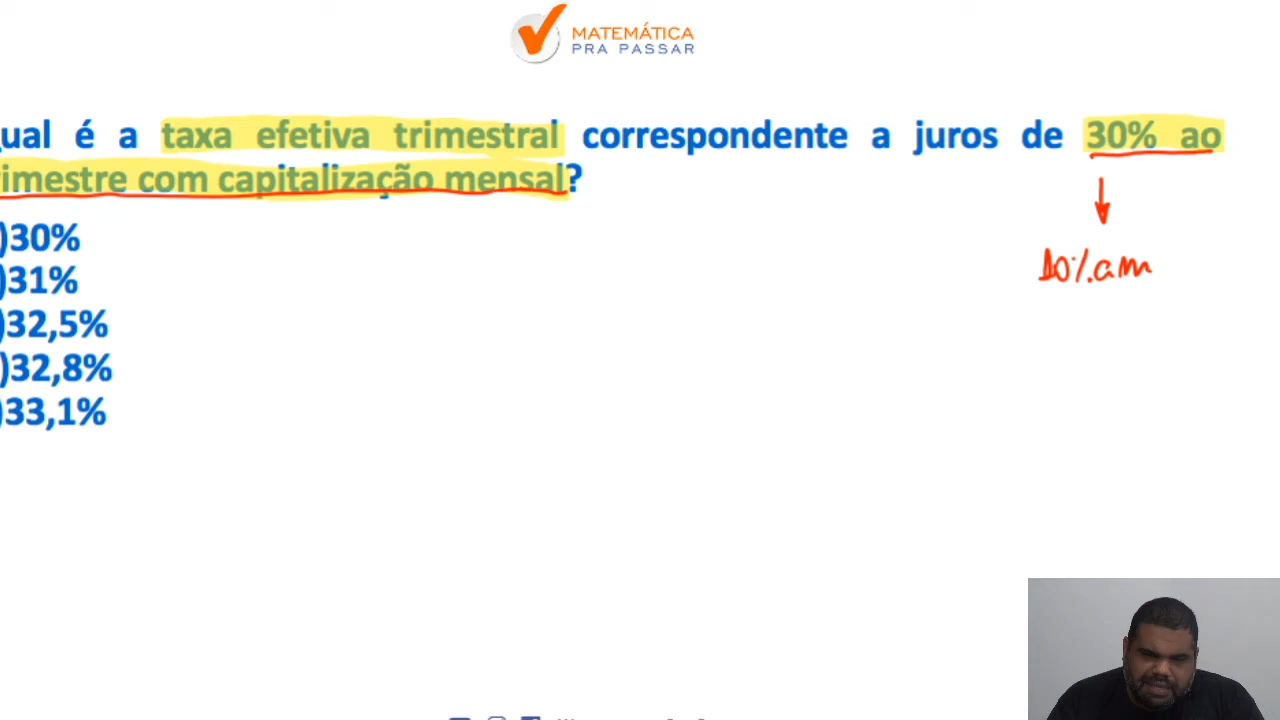 MATEMÁTICA
PRA PASSAR
ual é a taxa efetiva trimestral correspondente a juros de 30% ao
imestre com capitalização mensal?
)30%
)31%
)32,5%
)32,8%
)33,1%
10%.am